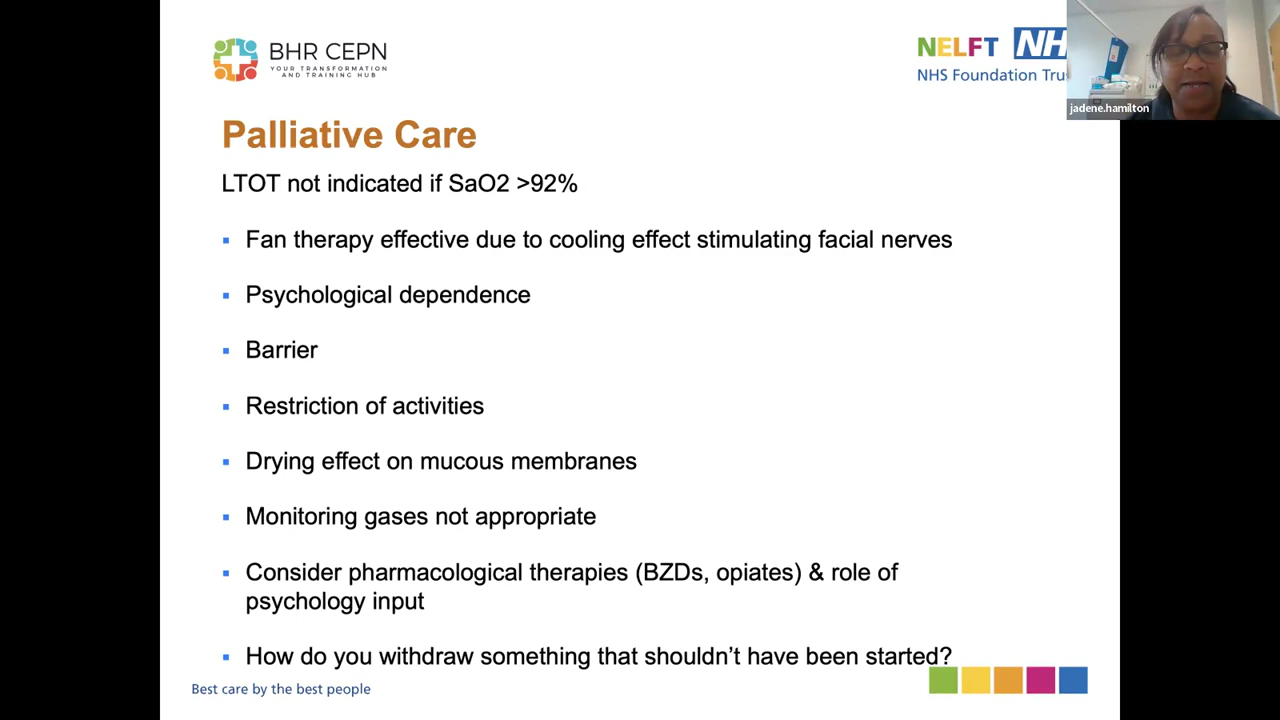 BHR CEPN
YOUR TRANSFORMATION
AND TRAINING HUB
NELFT NH
NHS Foundation Tru
jadene.hamilton
Palliative Care
LTOT not indicated if SaO2 >92%
▪ Fan therapy effective due to cooling effect stimulating facial nerves
▪ Psychological dependence
▪ Barrier
▪ Restriction of activities
▪ Drying effect on mucous membranes
▪ Monitoring gases not appropriate
▪ Consider pharmacological therapies (BZDs, opiates) & role of
psychology input
▪ How do you withdraw something that shouldn’t have been started?
Best care by the best people